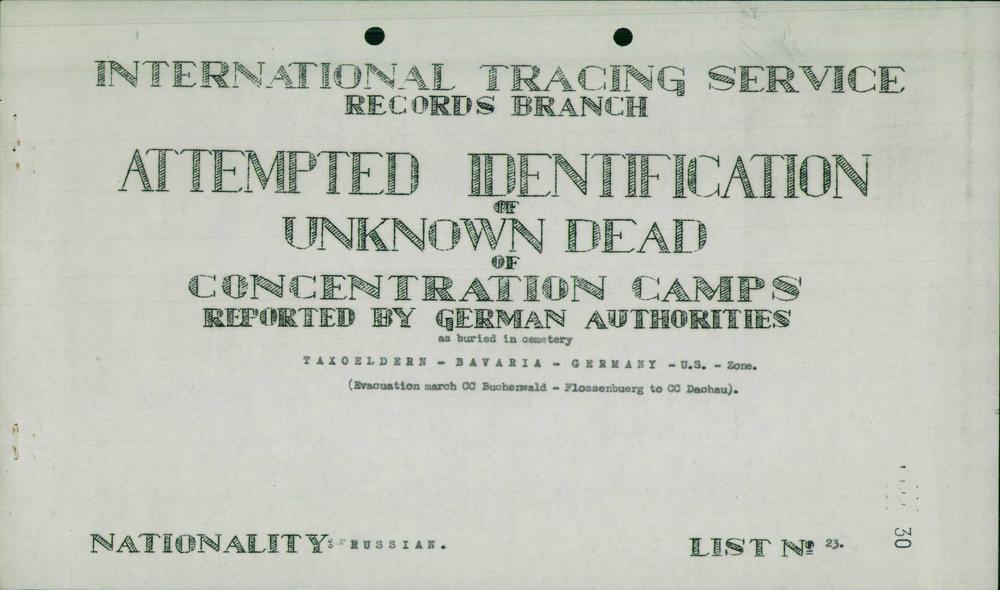 INTERNATIONAL TRACING SERVICE
RECORDS BRANCH
ATTEMPTED IDENTIFICATION
OF
UNKNOWN DEAD
OF
CONCENTRATION CAMPS
REPORTED BY GERMAN AUTHORITIES
as buried in cemetery
TAXOELDERN - BAVARIA - GERMANY - U.S. - Zone.
(Evacuation march CC Buchenwald - Flossenbuerg to CC Dachau).
NATIONALITY: RUSSIAN.
LIST Nº 23.
30